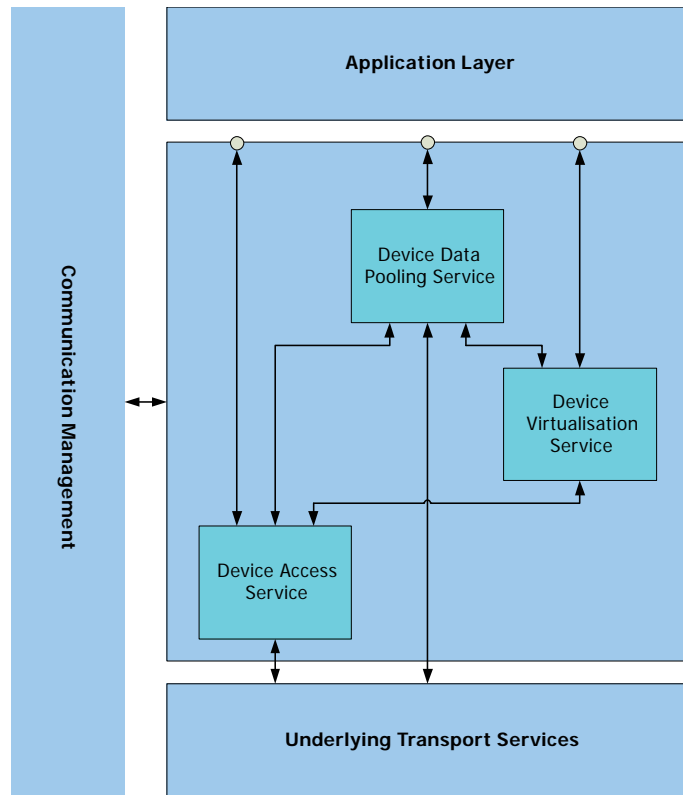 Application Layer
Communication Management
Device Data
Pooling Service
Device
Virtualisation
Service
Device Access
Service
Underlying Transport Services